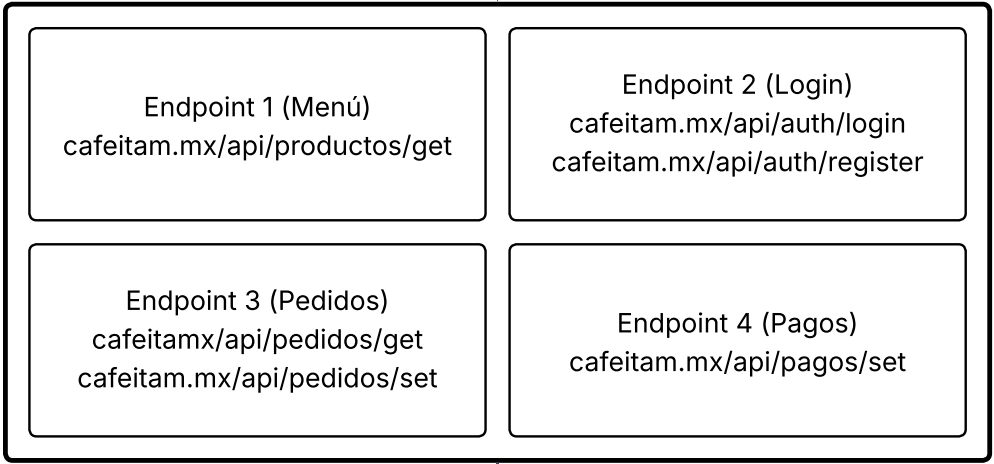 Endpoint 1 (Menú)
cafeitam.mx/api/productos/get
Endpoint 2 (Login)
cafeitam.mx/api/auth/login
cafeitam.mx/api/auth/register
Endpoint 3 (Pedidos)
cafeitamx/api/pedidos/get
cafeitam.mx/api/pedidos/set
Endpoint 4 (Pagos)
cafeitam.mx/api/pagos/set